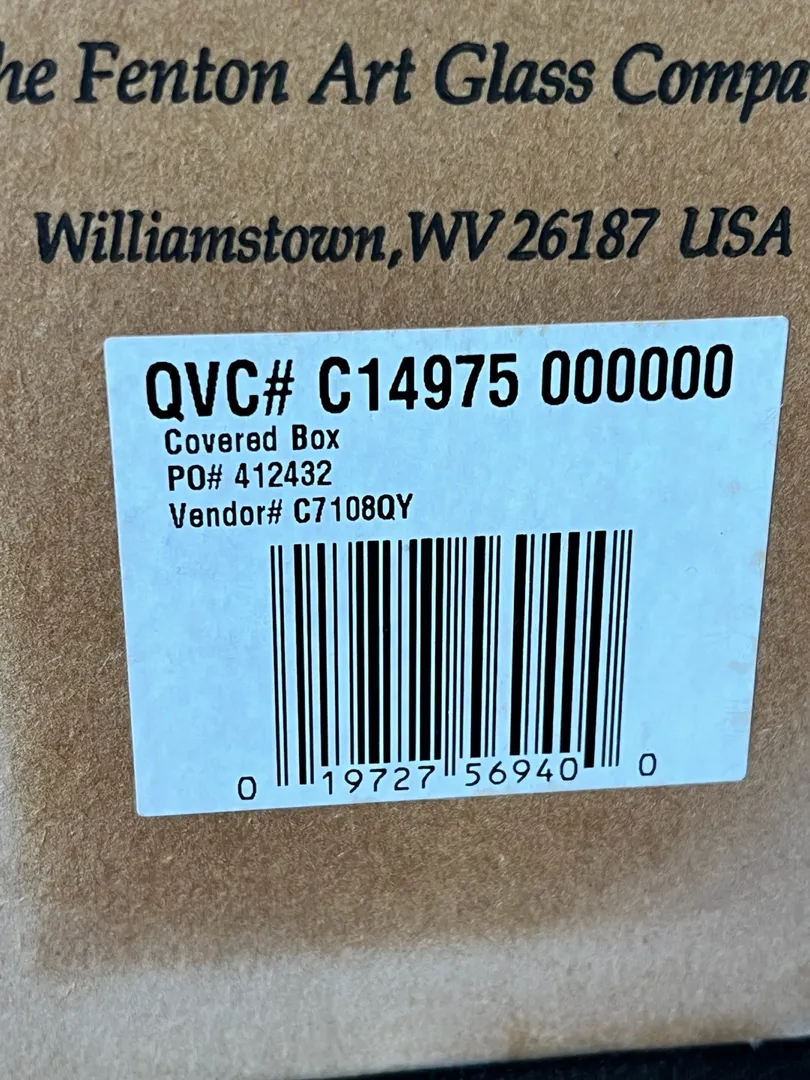 he Fenton Art Glass Compa
Williamstown, WV 26187 USA
QVC# C14975 000000
Covered Box
PO# 412432
Vendor# C7108QY
0 19727 56940 0